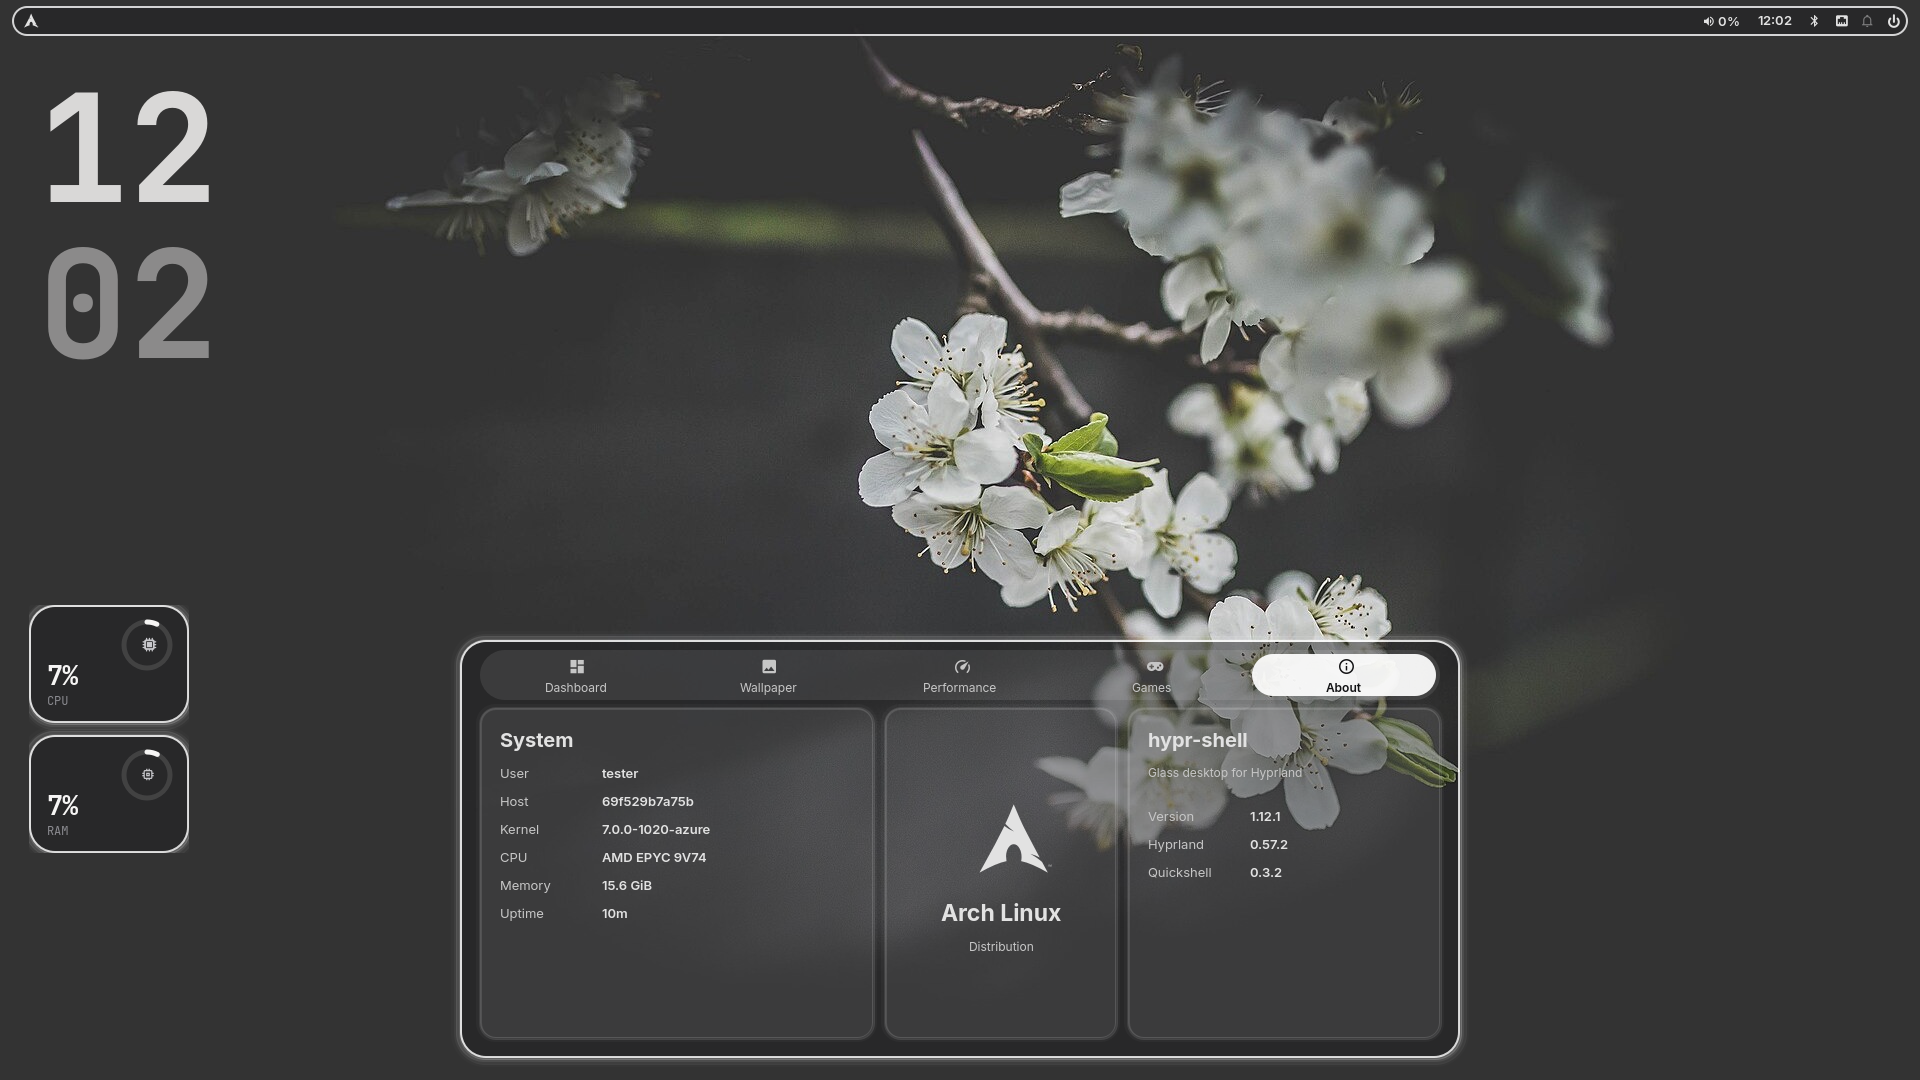 0% 12:02
12
02
7%
CPU
7%
RAM
Dashboard Wallpaper Performance Games About
System
User tester
Host 69f529b7a75b
Kernel 7.0.0-1020-azure
CPU AMD EPYC 9V74
Memory 15.6 GiB
Uptime 10m
Arch Linux
Distribution
hypr-shell
Glass desktop for Hyprland
Version 1.12.1
Hyprland 0.57.2
Quickshell 0.3.2